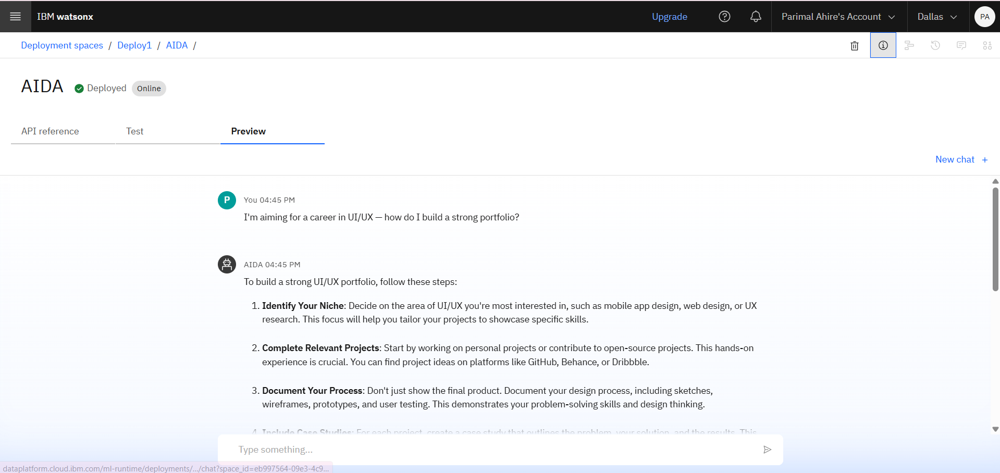 IBM watsonx
Upgrade
Parimal Ahire's Account
Dallas
PA
Deployment spaces / Deploy1 / AIDA /
AIDA
Deployed
Online
API reference
Test
Preview
New chat +
P
You 04:45 PM
I'm aiming for a career in UI/UX — how do I build a strong portfolio?
AIDA 04:45 PM
To build a strong UI/UX portfolio, follow these steps:
1. Identify Your Niche: Decide on the area of UI/UX you're most interested in, such as mobile app design, web design, or UX
research. This focus will help you tailor your projects to showcase specific skills.
2. Complete Relevant Projects: Start by working on personal projects or contribute to open-source projects. This hands-on
experience is crucial. You can find project ideas on platforms like GitHub, Behance, or Dribbble.
3. Document Your Process: Don't just show the final product. Document your design process, including sketches,
wireframes, prototypes, and user testing. This demonstrates your problem-solving skills and design thinking.
4. Include Case Studies: For each project, create a case study that outlines the problem, your solution, and the results. This
Type something...
dataplatform.cloud.ibm.com/ml-runtime/deployments/.../chat?space_id=eb997564-09e3-4c9...